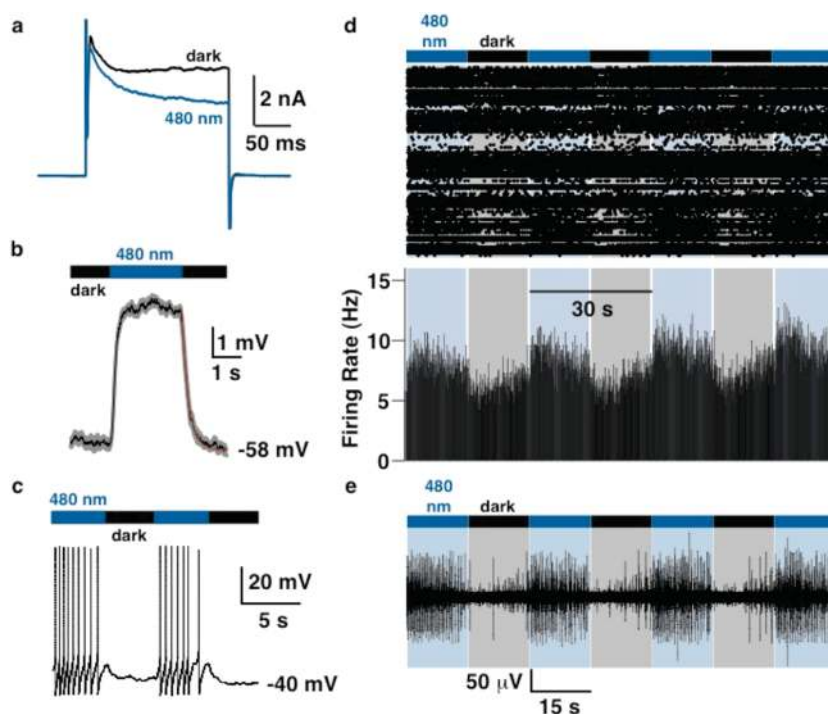 a
dark
480 nm
2 nA
50 ms
b
480 nm
dark
1 mV
1 s
-58 mV
c
480 nm
dark
20 mV
5 s
-40 mV
d
480
nm
dark
15
10
5
0
Firing Rate (Hz)
30 s
e
480
nm
dark
50 µV
15 s